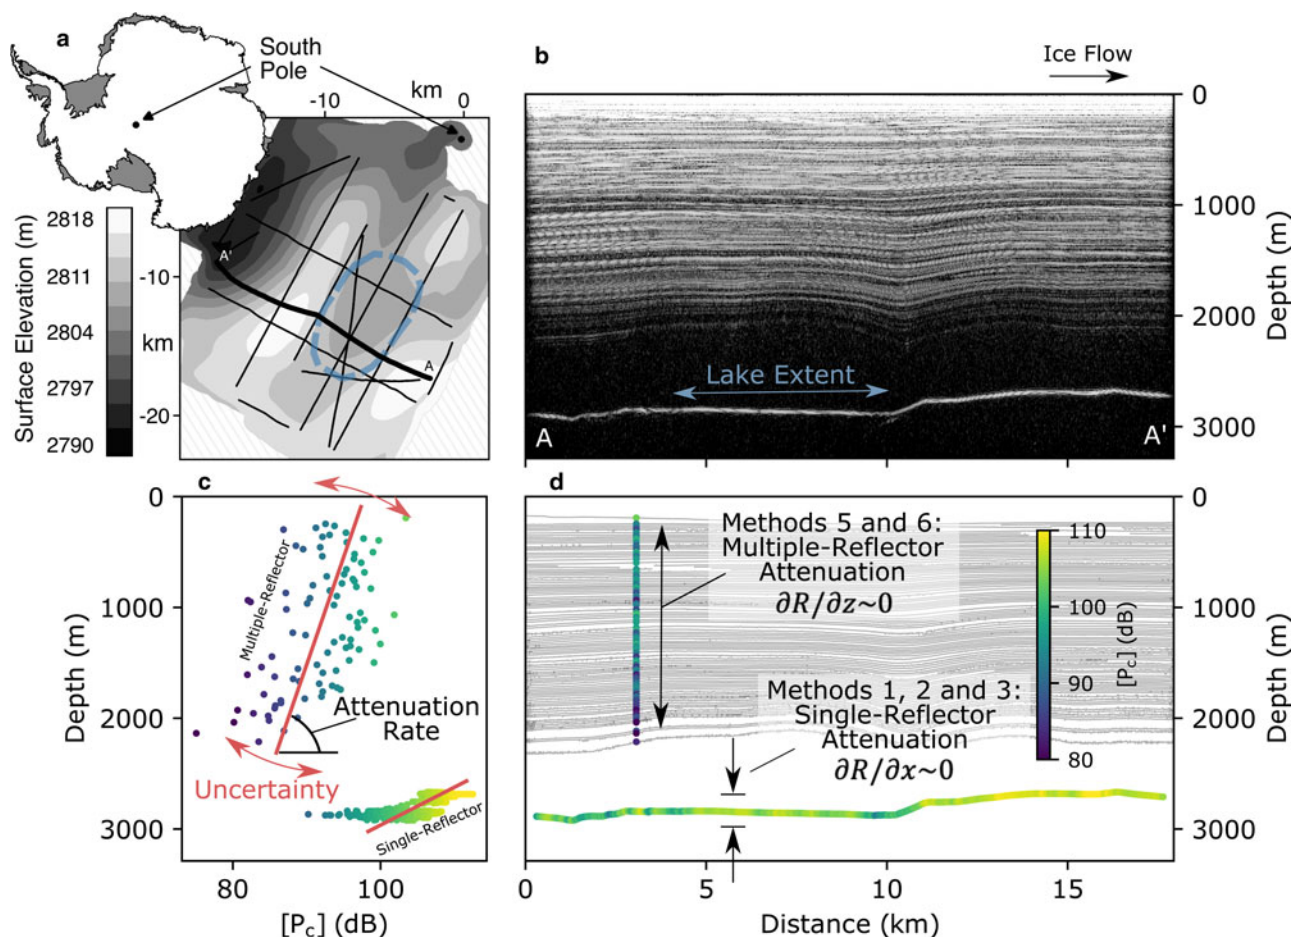 a
South
Pole
km
-10
0
Surface Elevation (m)
2818
2811
2804
2797
2790
-10
km
-20
A'
A
b
Ice Flow
0
1000
2000
3000
Depth (m)
Lake Extent
A
A'
c
0
1000
2000
3000
Depth (m)
Multiple-Reflector
Attenuation
Rate
Uncertainty
Single-Reflector
80
100
[Pc] (dB)
d
Methods 5 and 6:
Multiple-Reflector
Attenuation
∂R/∂z~0
Methods 1, 2 and 3:
Single-Reflector
Attenuation
∂R/∂x~0
110
100
90
80
[Pc] (dB)
0
1000
2000
3000
Depth (m)
0
5
10
15
Distance (km)